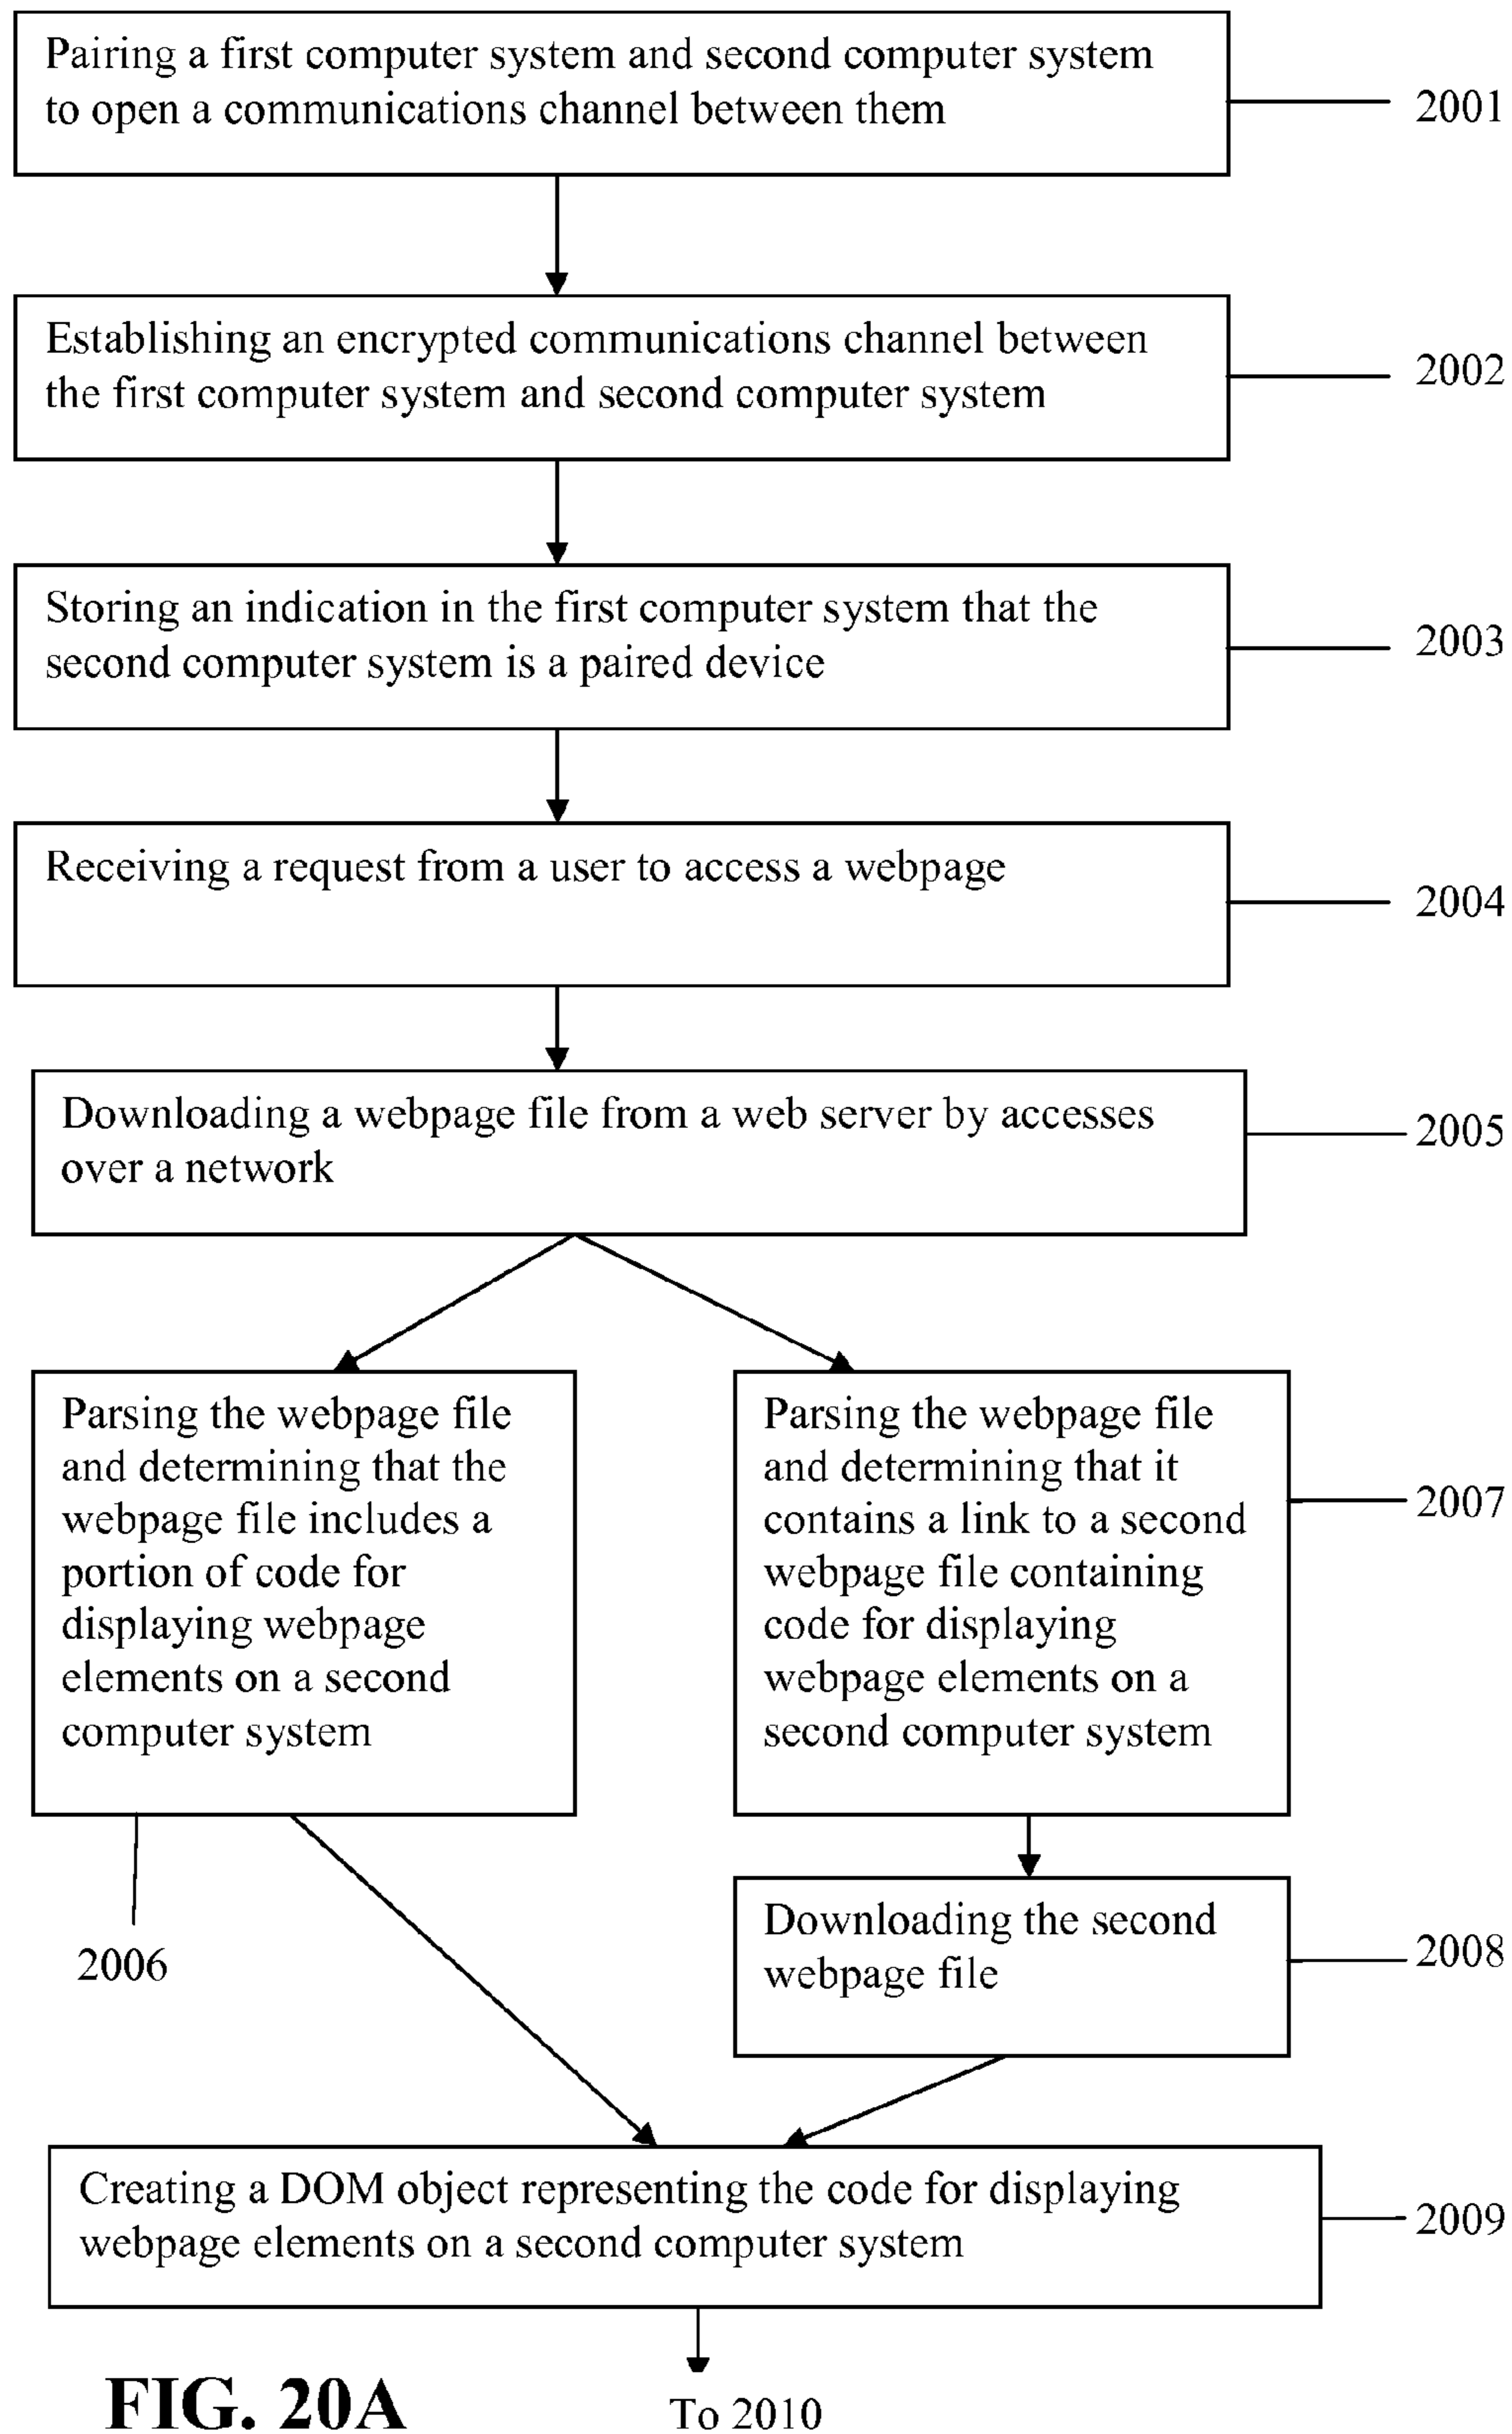 Pairing a first computer system and second computer system
to open a communications channel between them
2001
Establishing an encrypted communications channel between
the first computer system and second computer system
2002
Storing an indication in the first computer system that the
second computer system is a paired device
2003
Receiving a request from a user to access a webpage
2004
Downloading a webpage file from a web server by accesses
over a network
2005
Parsing the webpage file
and determining that the
webpage file includes a
portion of code for
displaying webpage
elements on a second
computer system
2006
Parsing the webpage file
and determining that it
contains a link to a second
webpage file containing
code for displaying
webpage elements on a
second computer system
2007
Downloading the second
webpage file
2008
Creating a DOM object representing the code for displaying
webpage elements on a second computer system
2009
To 2010
FIG. 20A